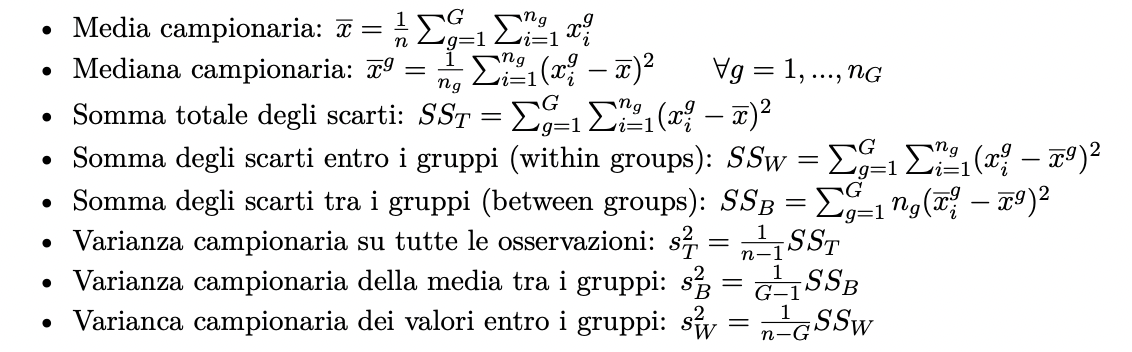 • Media campionaria: $\overline{x} = \frac{1}{n} \sum_{g=1}^{G} \sum_{i=1}^{n_g} x_i^g$
• Mediana campionaria: $\overline{x}^g = \frac{1}{n_g} \sum_{i=1}^{n_g} (x_i^g - \overline{x})^2 \qquad \forall g = 1, ..., n_G$
• Somma totale degli scarti: $SS_T = \sum_{g=1}^{G} \sum_{i=1}^{n_g} (x_i^g - \overline{x})^2$
• Somma degli scarti entro i gruppi (within groups): $SS_W = \sum_{g=1}^{G} \sum_{i=1}^{n_g} (x_i^g - \overline{x}^g)^2$
• Somma degli scarti tra i gruppi (between groups): $SS_B = \sum_{g=1}^{G} n_g (\overline{x}_i^g - \overline{x}^g)^2$
• Varianza campionaria su tutte le osservazioni: $s_T^2 = \frac{1}{n-1} SS_T$
• Varianza campionaria della media tra i gruppi: $s_B^2 = \frac{1}{G-1} SS_B$
• Varianca campionaria dei valori entro i gruppi: $s_W^2 = \frac{1}{n-G} SS_W$